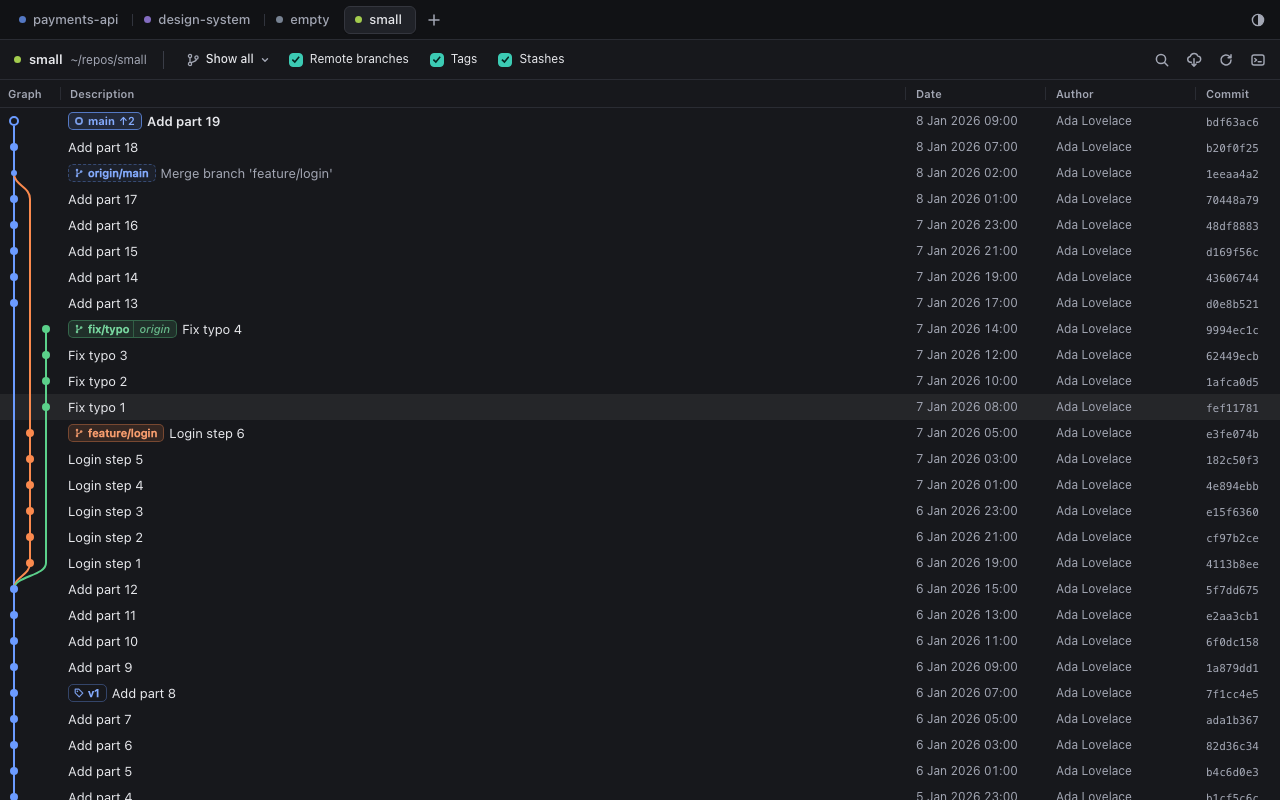 payments-api design-system empty small
small ~/repos/small Show all Remote branches Tags Stashes
Graph Description Date Author Commit
main ↑2 Add part 19 8 Jan 2026 09:00 Ada Lovelace bdf63ac6
Add part 18 8 Jan 2026 07:00 Ada Lovelace b20f0f25
origin/main Merge branch 'feature/login' 8 Jan 2026 02:00 Ada Lovelace 1eeaa4a2
Add part 17 8 Jan 2026 01:00 Ada Lovelace 70448a79
Add part 16 7 Jan 2026 23:00 Ada Lovelace 48df8883
Add part 15 7 Jan 2026 21:00 Ada Lovelace d169f56c
Add part 14 7 Jan 2026 19:00 Ada Lovelace 43606744
Add part 13 7 Jan 2026 17:00 Ada Lovelace d0e8b521
fix/typo origin Fix typo 4 7 Jan 2026 14:00 Ada Lovelace 9994ec1c
Fix typo 3 7 Jan 2026 12:00 Ada Lovelace 62449ecb
Fix typo 2 7 Jan 2026 10:00 Ada Lovelace 1afca0d5
Fix typo 1 7 Jan 2026 08:00 Ada Lovelace fef11781
feature/login Login step 6 7 Jan 2026 05:00 Ada Lovelace e3fe074b
Login step 5 7 Jan 2026 03:00 Ada Lovelace 182c50f3
Login step 4 7 Jan 2026 01:00 Ada Lovelace 4e894ebb
Login step 3 6 Jan 2026 23:00 Ada Lovelace e15f6360
Login step 2 6 Jan 2026 21:00 Ada Lovelace cf97b2ce
Login step 1 6 Jan 2026 19:00 Ada Lovelace 4113b8ee
Add part 12 6 Jan 2026 15:00 Ada Lovelace 5f7dd675
Add part 11 6 Jan 2026 13:00 Ada Lovelace e2aa3cb1
Add part 10 6 Jan 2026 11:00 Ada Lovelace 6f0dc158
Add part 9 6 Jan 2026 09:00 Ada Lovelace 1a879dd1
v1 Add part 8 6 Jan 2026 07:00 Ada Lovelace 7f1cc4e5
Add part 7 6 Jan 2026 05:00 Ada Lovelace ada1b367
Add part 6 6 Jan 2026 03:00 Ada Lovelace 82d36c34
Add part 5 6 Jan 2026 01:00 Ada Lovelace b4c6d0e3
Add part 4 5 Jan 2026 23:00 Ada Lovelace b1cf5c6c